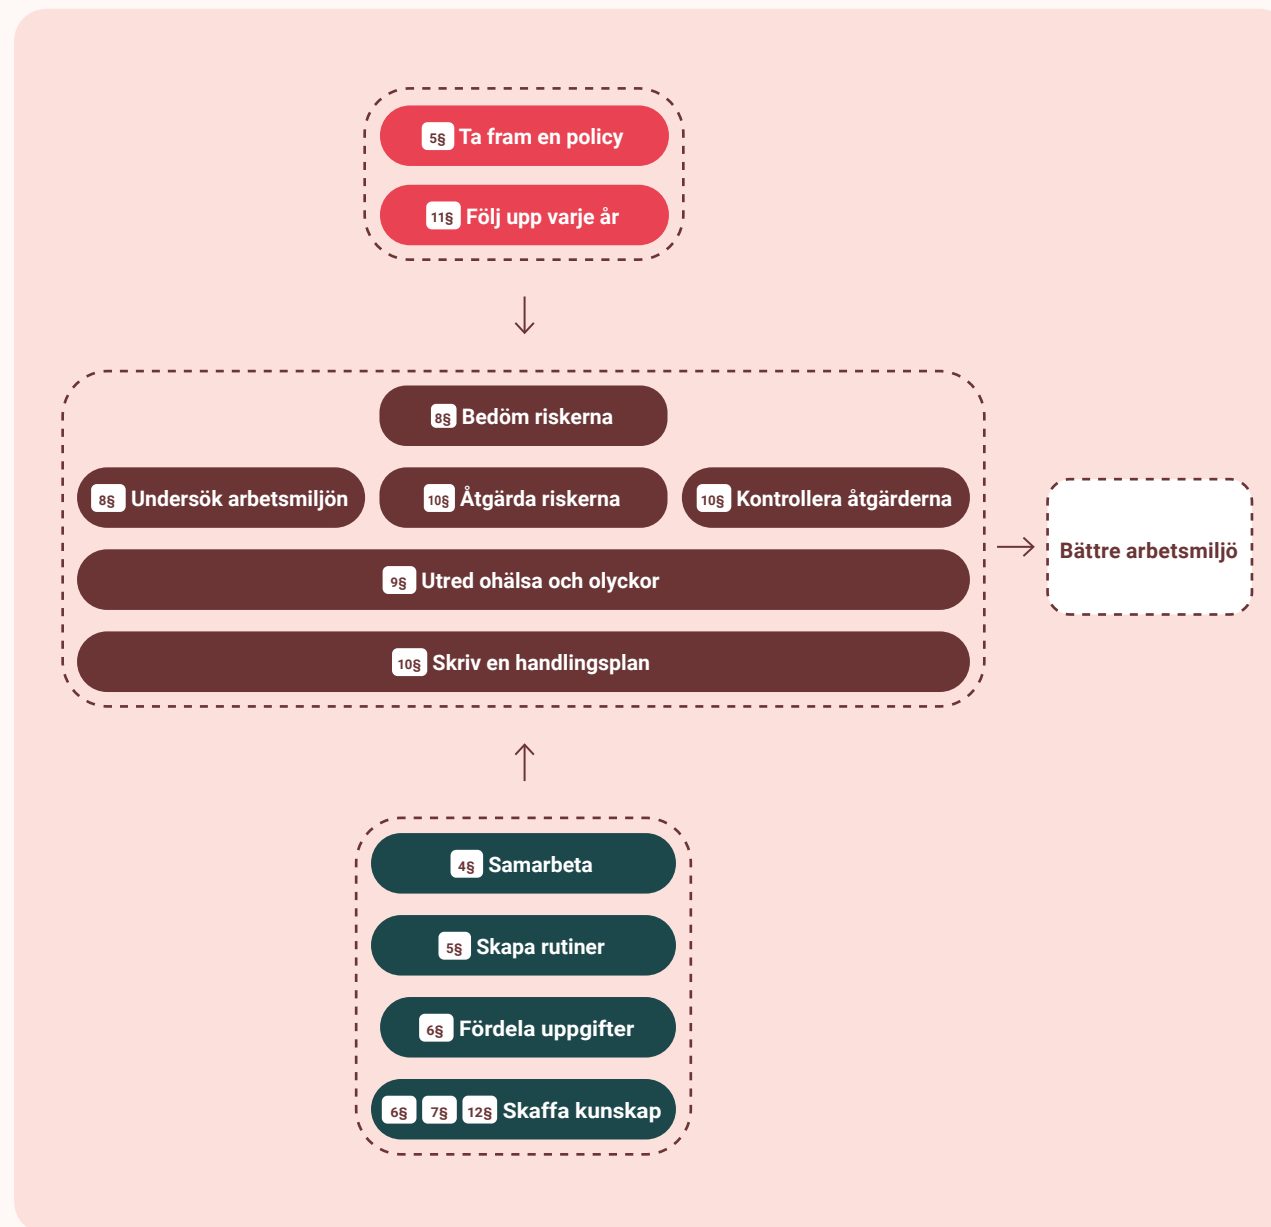 5§ Ta fram en policy
11§ Följ upp varje år
8§ Bedöm riskerna
8§ Undersök arbetsmiljön
10§ Åtgärda riskerna
10§ Kontrollera åtgärderna
9§ Utred ohälsa och olyckor
10§ Skriv en handlingsplan
Bättre arbetsmiljö
4§ Samarbeta
5§ Skapa rutiner
6§ Fördela uppgifter
6§ 7§ 12§ Skaffa kunskap